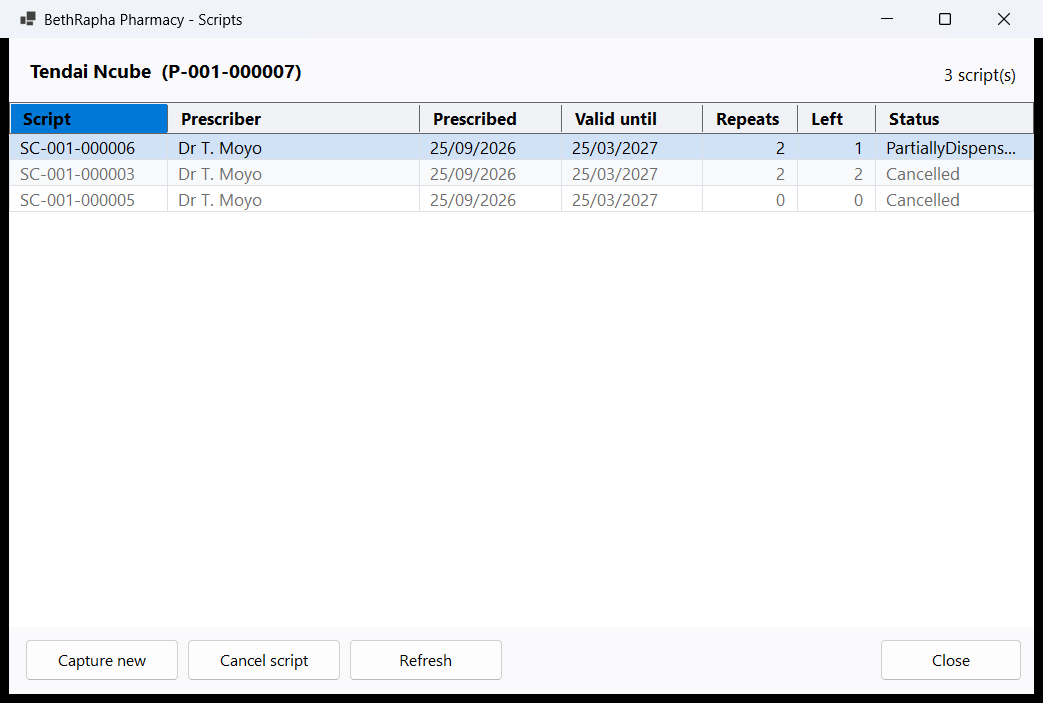 BethRapha Pharmacy - Scripts
Tendai Ncube (P-001-000007)
3 script(s)
Script Prescriber Prescribed Valid until Repeats Left Status
SC-001-000006 Dr T. Moyo 25/09/2026 25/03/2027 2 1 PartiallyDispens...
SC-001-000003 Dr T. Moyo 25/09/2026 25/03/2027 2 2 Cancelled
SC-001-000005 Dr T. Moyo 25/09/2026 25/03/2027 0 0 Cancelled
Capture new Cancel script Refresh Close